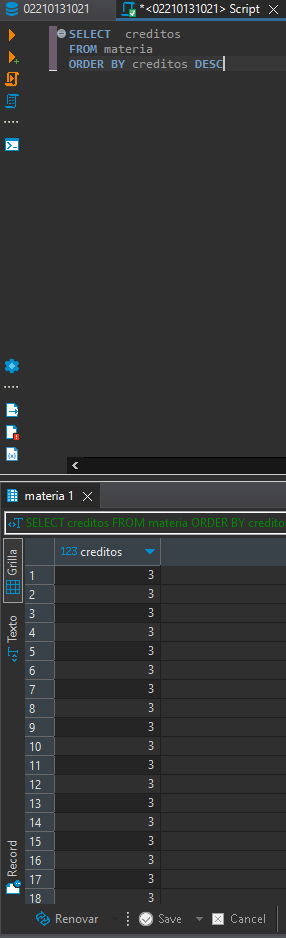 02210131021
*<02210131021> Script
SELECT  creditos
FROM materia
ORDER BY creditos DESC
materia 1
SELECT creditos FROM materia ORDER BY credito
Grilla
Texto
Record
123 creditos
1 3
2 3
3 3
4 3
5 3
6 3
7 3
8 3
9 3
10 3
11 3
12 3
13 3
14 3
15 3
16 3
17 3
18 3
Renovar
Save
Cancel